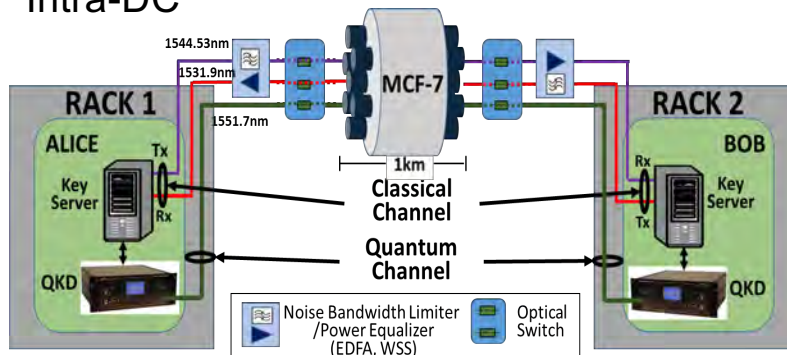 Intra-DC
1544.53nm
1531.9nm
1551.7nm
MCF-7
1km
RACK 1
ALICE
Tx
Key
Server
Rx
QKD
RACK 2
BOB
Rx
Key
Server
Tx
QKD
Classical
Channel
Quantum
Channel
Noise Bandwidth Limiter
/Power Equalizer
(EDFA, WSS)
Optical
Switch